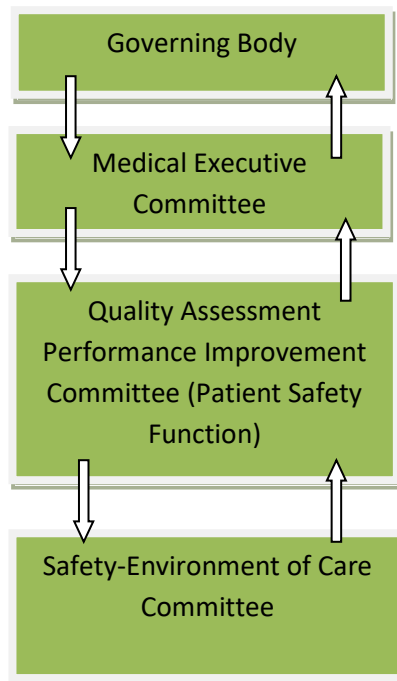 Governing Body
Medical Executive
Committee
Quality Assessment
Performance Improvement
Committee (Patient Safety
Function)
Safety-Environment of Care
Committee